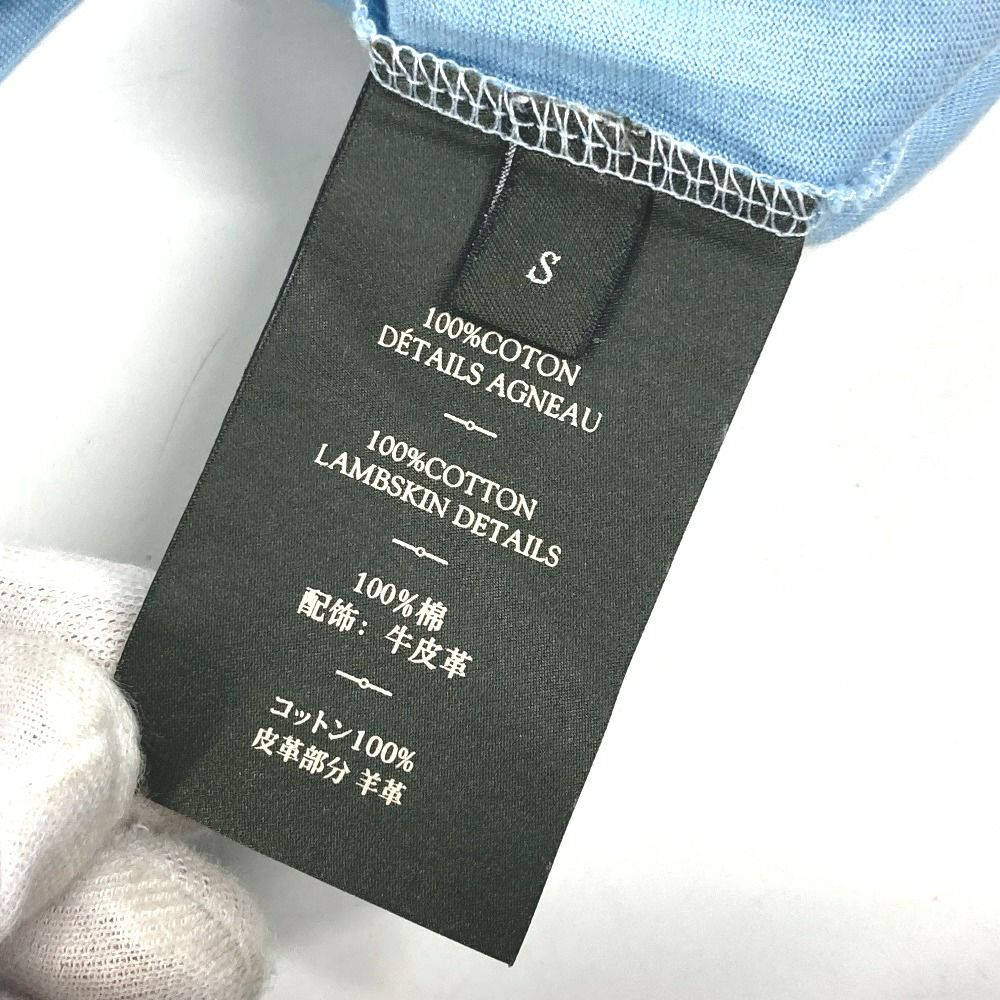 S
100%COTON
DÉTAILS AGNEAU
100%COTTON
LAMBSKIN DETAILS
100%棉
配饰：牛皮革
コットン100%
皮革部分 羊革